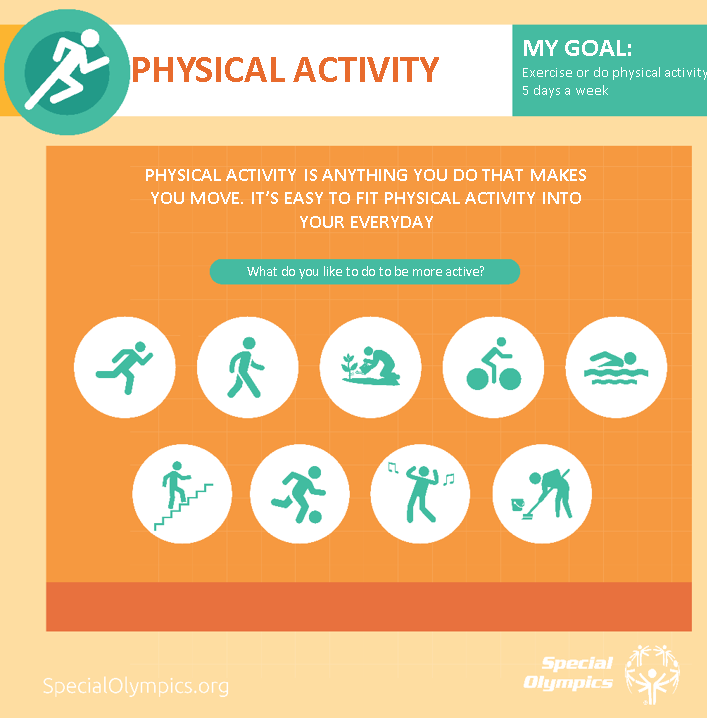 PHYSICAL ACTIVITY
MY GOAL:
Exercise or do physical activity
5 days a week
PHYSICAL ACTIVITY IS ANYTHING YOU DO THAT MAKES
YOU MOVE. IT'S EASY TO FIT PHYSICAL ACTIVITY INTO
YOUR EVERYDAY
What do you like to do to be more active?
SpecialOlympics.org
Special
Olympics